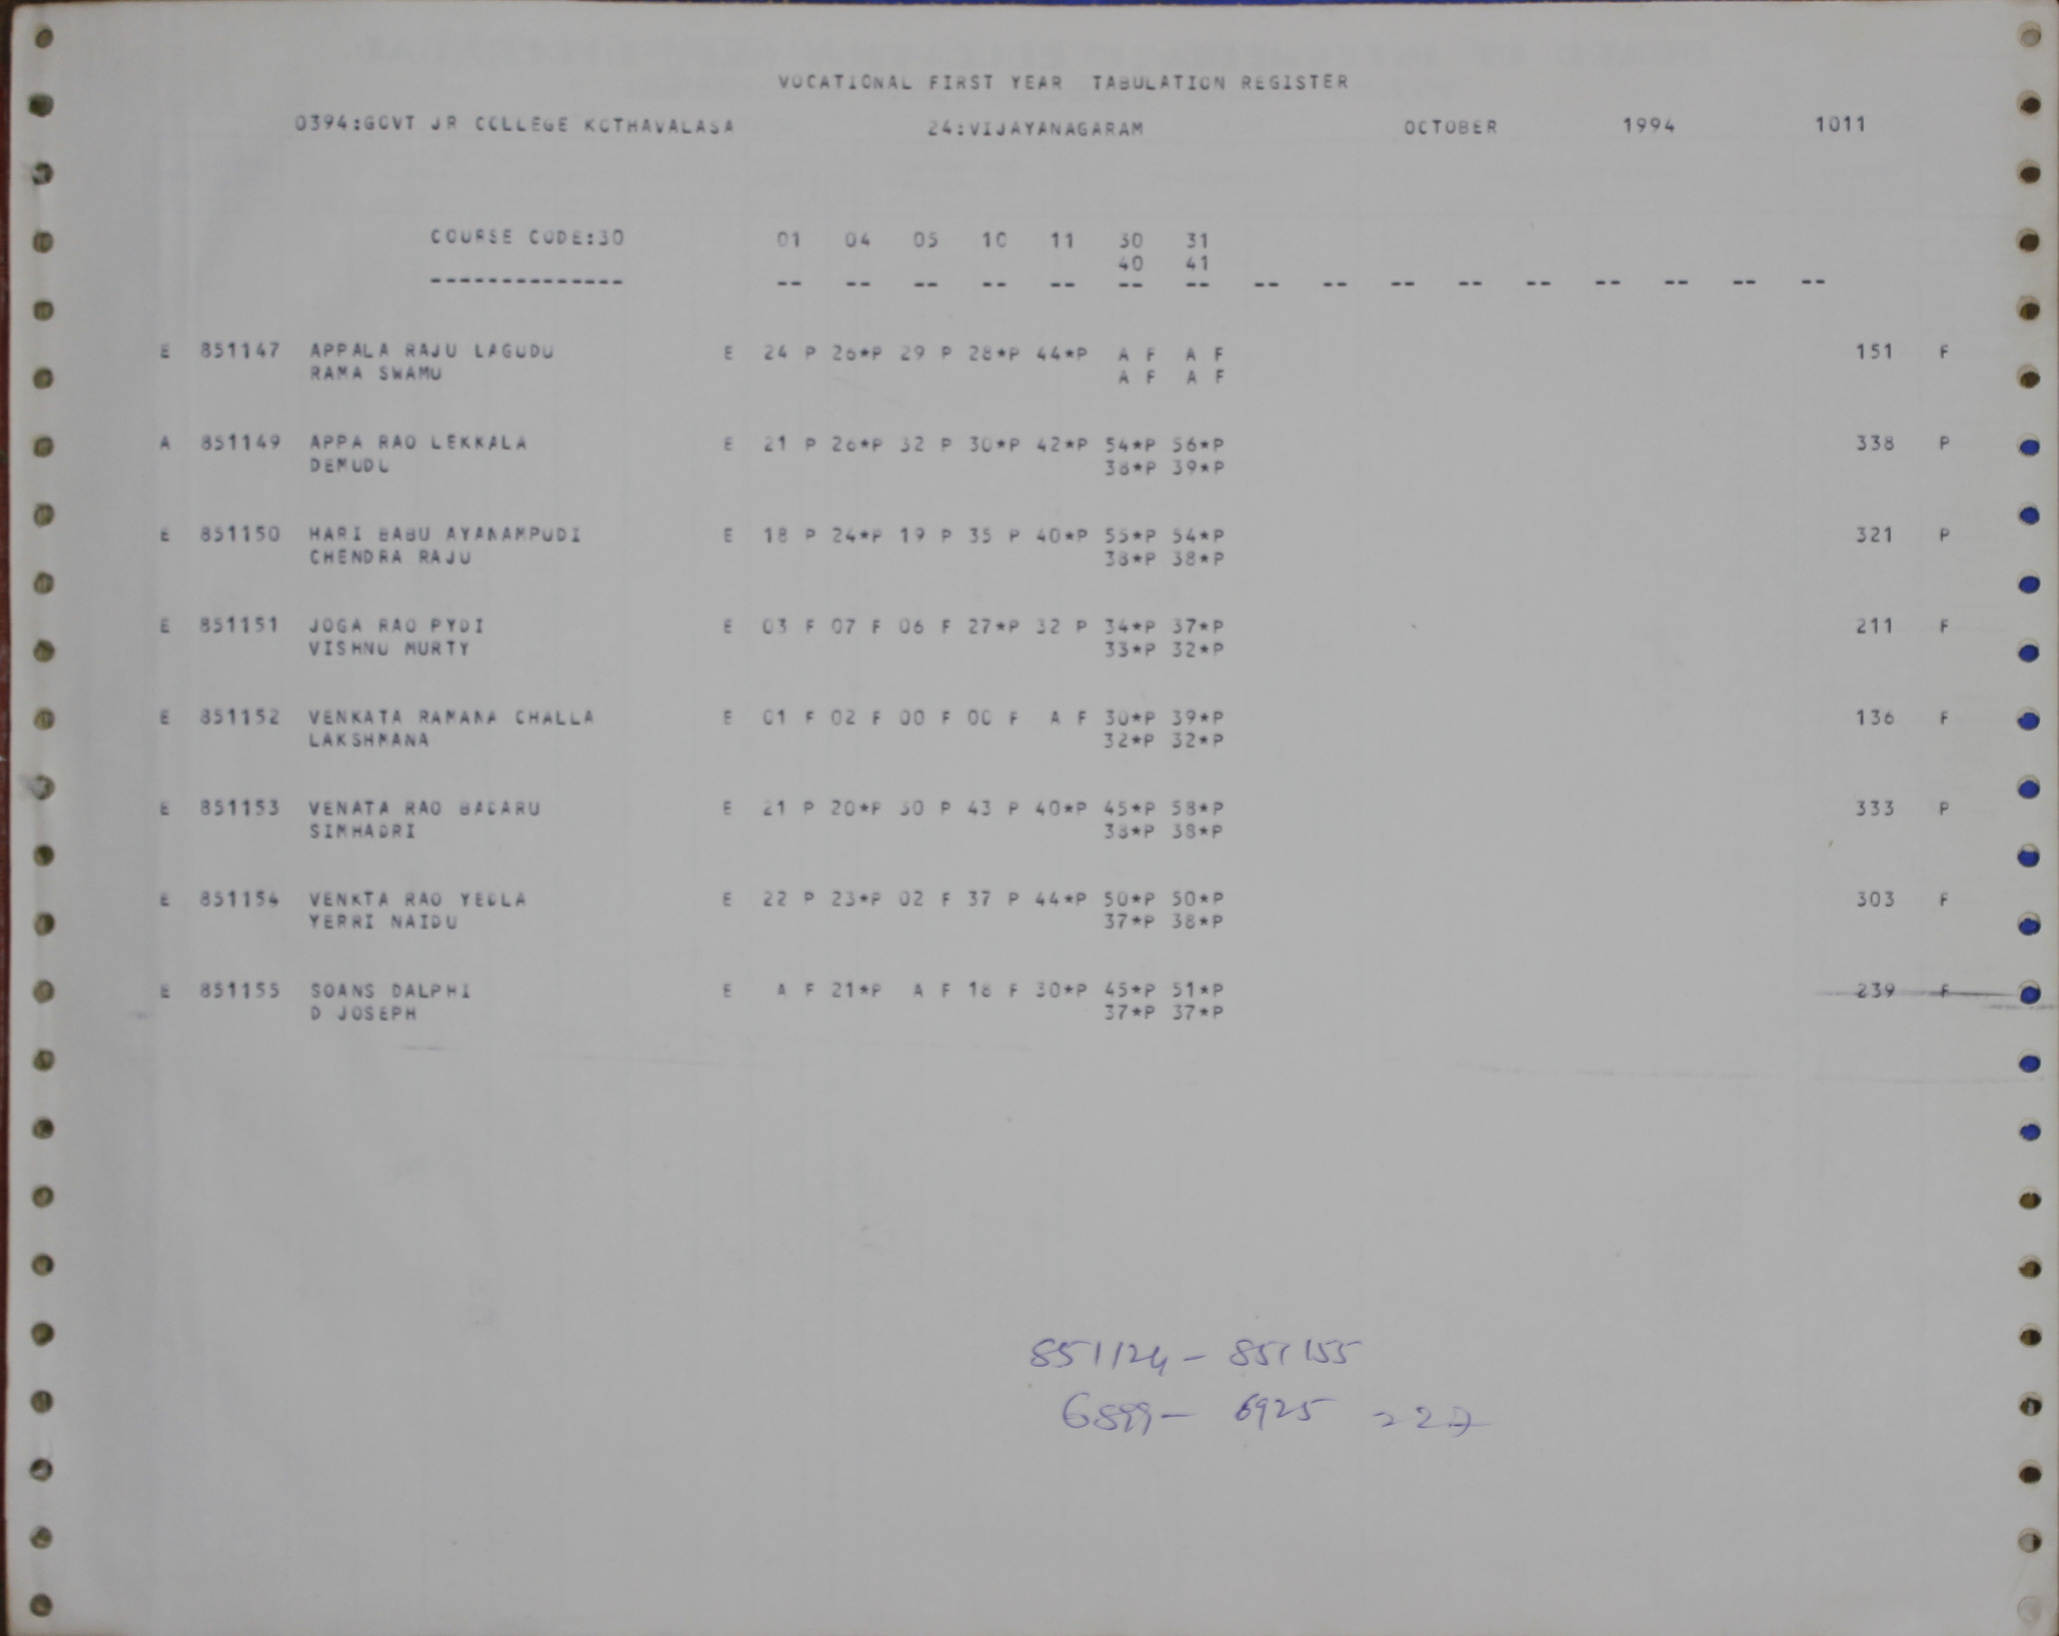 VOCATIONAL FIRST YEAR TABULATION REGISTER
0394:GOVT JR COLLEGE KOTHAVALASA 24:VIJAYANAGARAM OCTOBER 1994 1011
COURSE CODE:30 01 04 05 10 11 30 31
40 41
-------------- -- -- -- -- -- -- -- -- -- -- -- -- -- -- -- --
E 851147 APPALA RAJU LAGUDU E 24 P 26*P 29 P 28*P 44*P A F A F 151 F
RAMA SWAMU A F A F
A 851149 APPA RAO LEKKALA E 21 P 26*P 32 P 30*P 42*P 54*P 56*P 338 P
DEMUDU 38*P 39*P
E 851150 HARI BABU AYANAMPUDI E 18 P 24*P 19 P 35 P 40*P 55*P 54*P 321 P
CHENDRA RAJU 38*P 38*P
E 851151 JOGA RAO PYDI E 03 F 07 F 06 F 27*P 32 P 34*P 37*P 211 F
VISHNU MURTY 33*P 32*P
E 851152 VENKATA RAMANA CHALLA E 01 F 02 F 00 F 00 F A F 30*P 39*P 136 F
LAKSHMANA 32*P 32*P
E 851153 VENATA RAO BADARU E 21 P 20*P 30 P 43 P 40*P 45*P 58*P 333 P
SIMHADRI 38*P 38*P
E 851154 VENKTA RAO YEDLA E 22 P 23*P 02 F 37 P 44*P 50*P 50*P 303 F
YERRI NAIDU 37*P 38*P
E 851155 SOANS DALPHI E A F 21*P A F 18 F 30*P 45*P 51*P 239 F
D JOSEPH 37*P 37*P
851124 - 851155
6899 - 6925 = 27